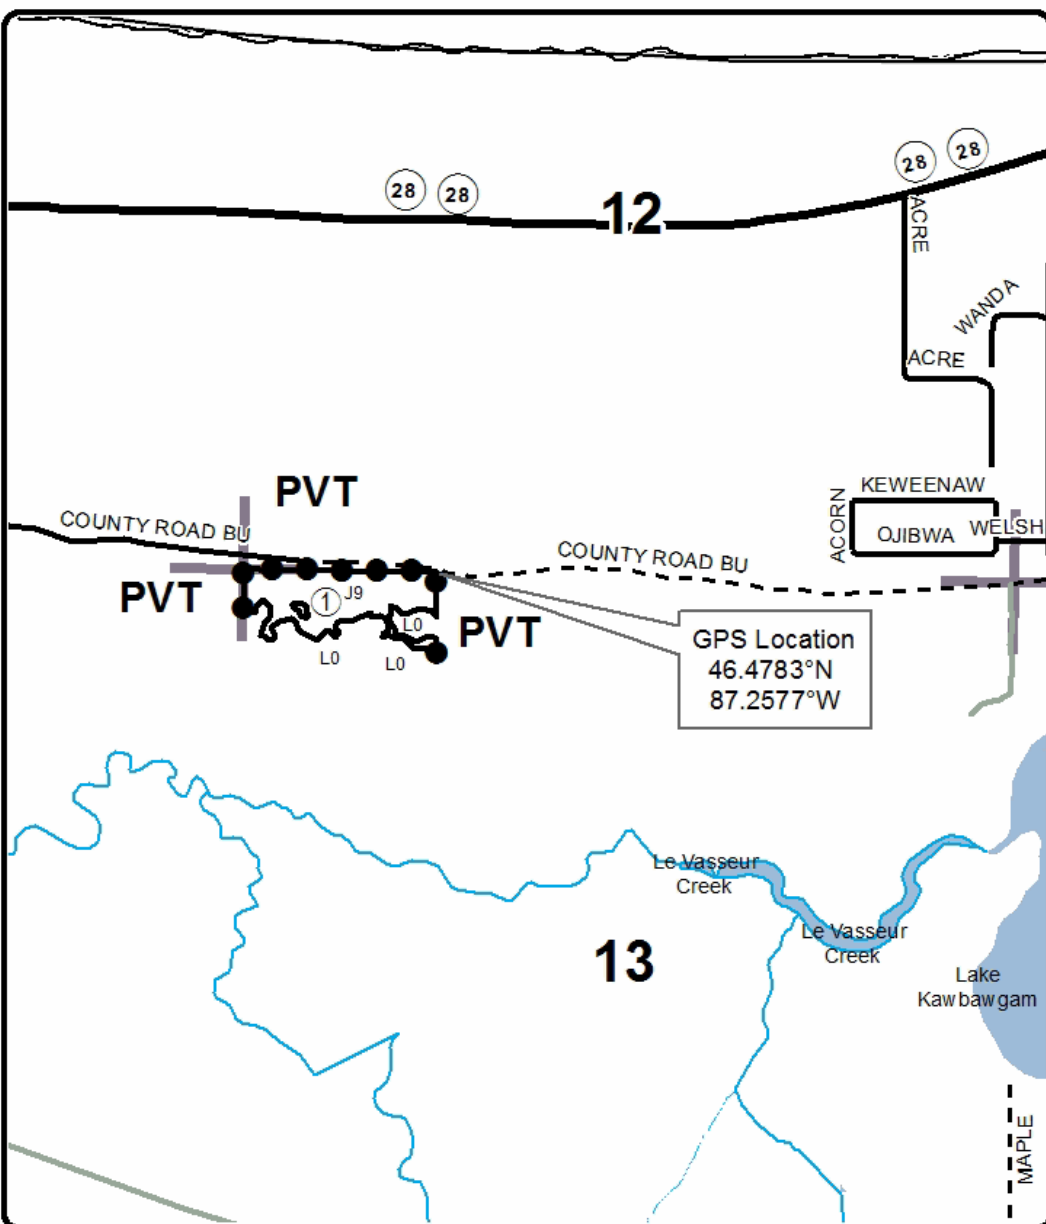 28
28
28
28
12
ACRE
WANDA
ACRE
PVT
KEWEENAW
ACORN
COUNTY ROAD BU
OJIBWA
WELSH
COUNTY ROAD BU
PVT
1
J9
L0
PVT
L0
L0
GPS Location
46.4783°N
87.2577°W
Le Vasseur
Creek
Le Vasseur
Creek
13
Lake
Kawbawgam
MAPLE